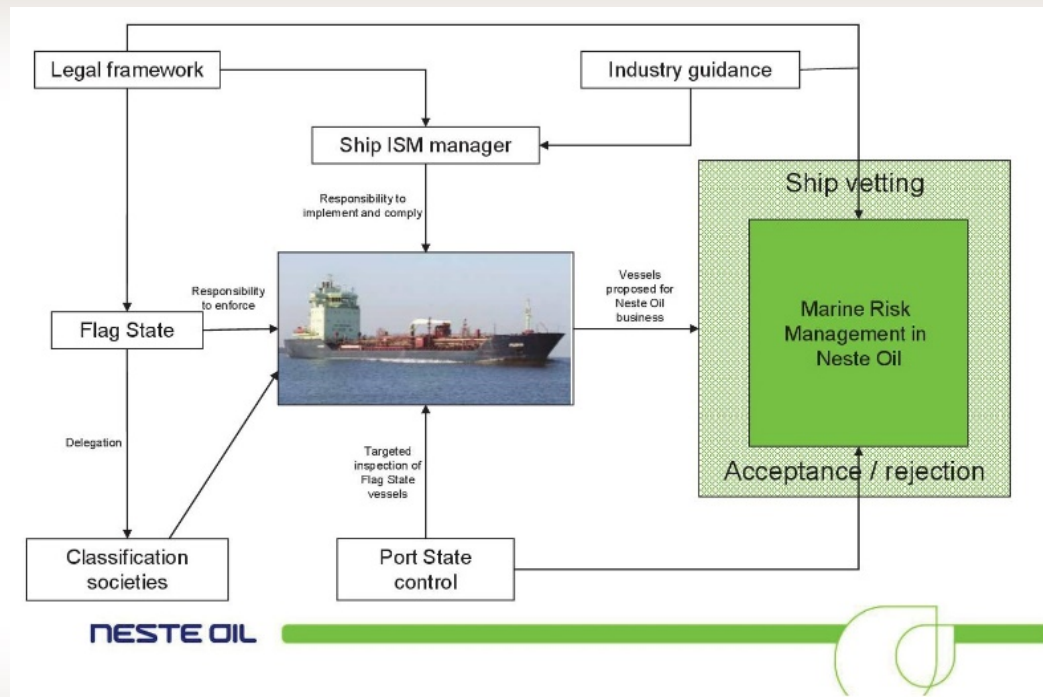 Legal framework
Industry guidance
Ship ISM manager
Responsibility to
implement and comply
Ship vetting
Marine Risk
Management in
Neste Oil
Acceptance / rejection
Responsibility
to enforce
Vessels
proposed for
Neste Oil
business
Flag State
Delegation
Targeted
inspection of
Flag State
vessels
Classification
societies
Port State
control
NESTE OIL